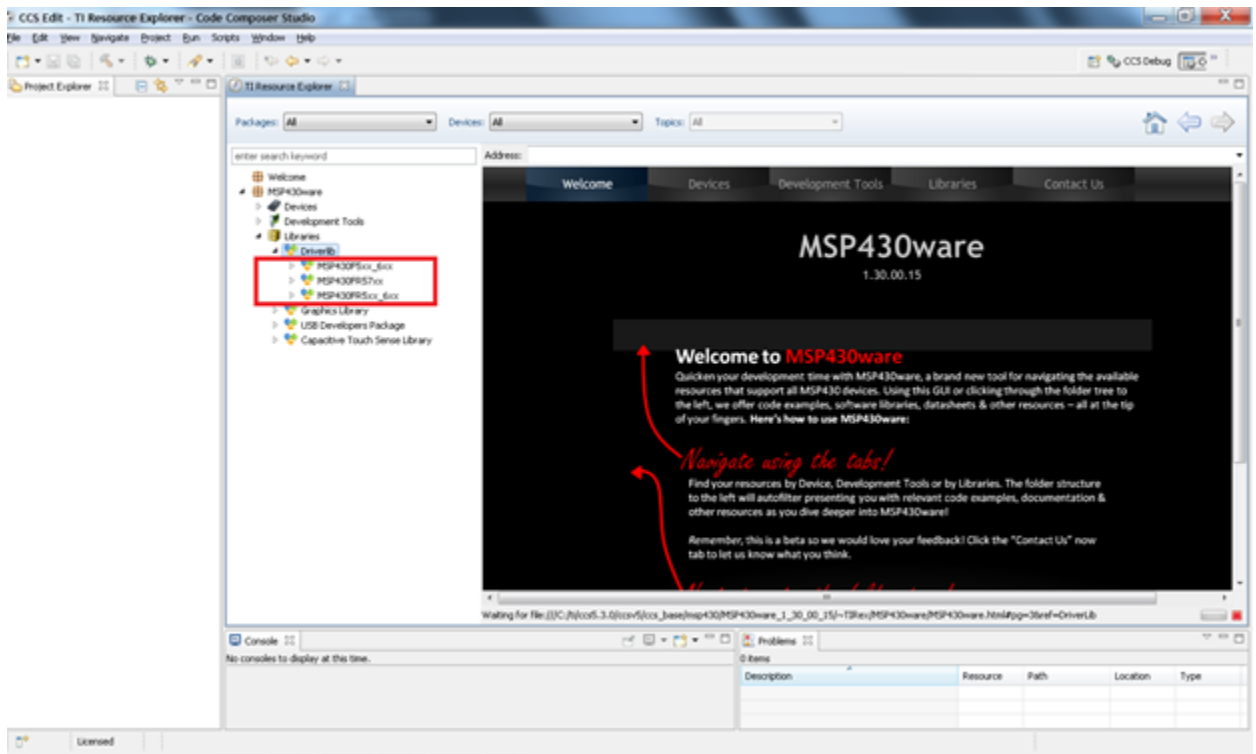 CCS Edit - TI Resource Explorer - Code Composer Studio
File Edit View Navigate Project Run Scripts Window Help
CCS Debug
Project Explorer
TI Resource Explorer
Packages: All Devices: All Topics: All
enter search keyword
Address:
Welcome
MSP430ware
Devices
Development Tools
Libraries
Driverlib
MSP430F5xx_6xx
MSP430FR57xx
MSP430FR5xx_6xx
Graphics Library
USB Developers Package
Capacitive Touch Sense Library
Welcome Devices Development Tools Libraries Contact Us
MSP430ware
1.30.00.15
Welcome to MSP430ware
Quicken your development time with MSP430ware, a brand new tool for navigating the available
resources that support all MSP430 devices. Using this GUI or clicking through the folder tree to
the left, we offer code examples, software libraries, datasheets & other resources – all at the tip
of your fingers. Here's how to use MSP430ware:
Navigate using the tabs!
Find your resources by Device, Development Tools or by Libraries. The folder structure
to the left will autofilter presenting you with relevant code examples, documentation &
other resources as you dive deeper into MSP430ware!
Remember, this is a beta so we would love your feedback! Click the "Contact Us" now
tab to let us know what you think.
Waiting for file:///C:/ti/ccs5.3.0/ccsv5/ccs_base/msp430/MSP430ware_1_30_00_15/~TIRex/MSP430ware/MSP430ware.html#pg=3&ref=DriverLib
Console
No consoles to display at this time.
Problems
0 items
Description Resource Path Location Type
Licensed